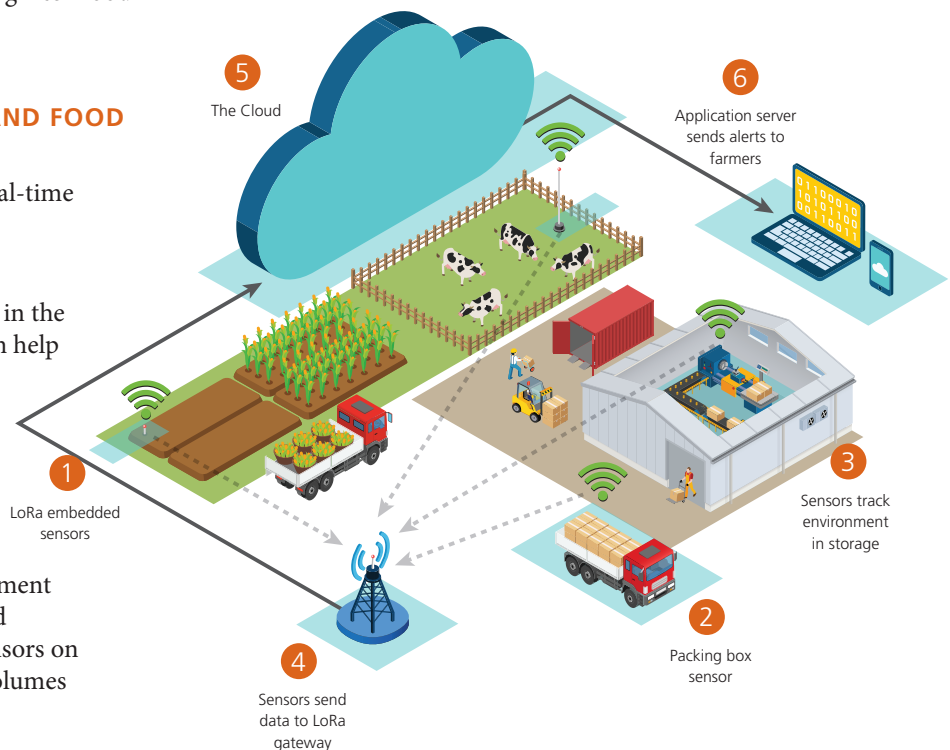 AND FOOD
al-time
in the
help
ment
sors on
olumes
5
The Cloud
6
Application server
sends alerts to
farmers
1
LoRa embedded
sensors
3
Sensors track
environment
in storage
2
Packing box
sensor
4
Sensors send
data to LoRa
gateway